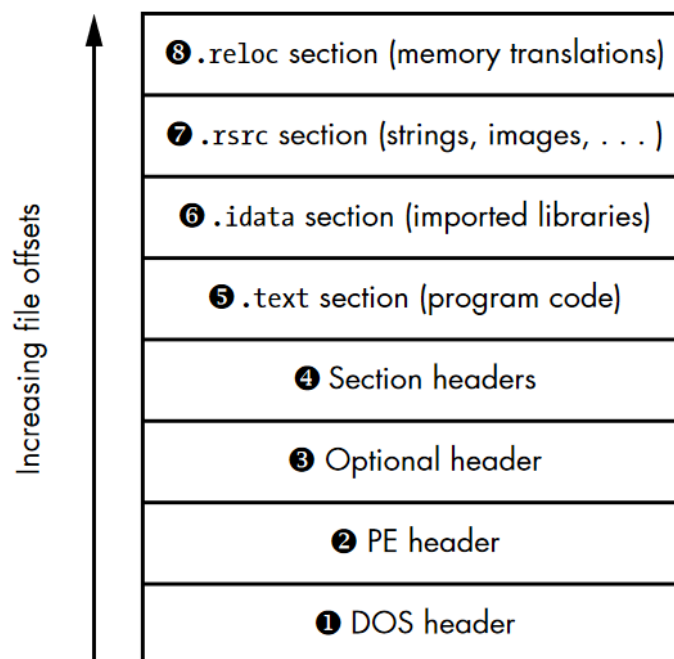 Increasing file offsets
❽ .reloc section (memory translations)
❼ .rsrc section (strings, images, . . . )
❻ .idata section (imported libraries)
❺ .text section (program code)
❹ Section headers
❸ Optional header
❷ PE header
❶ DOS header